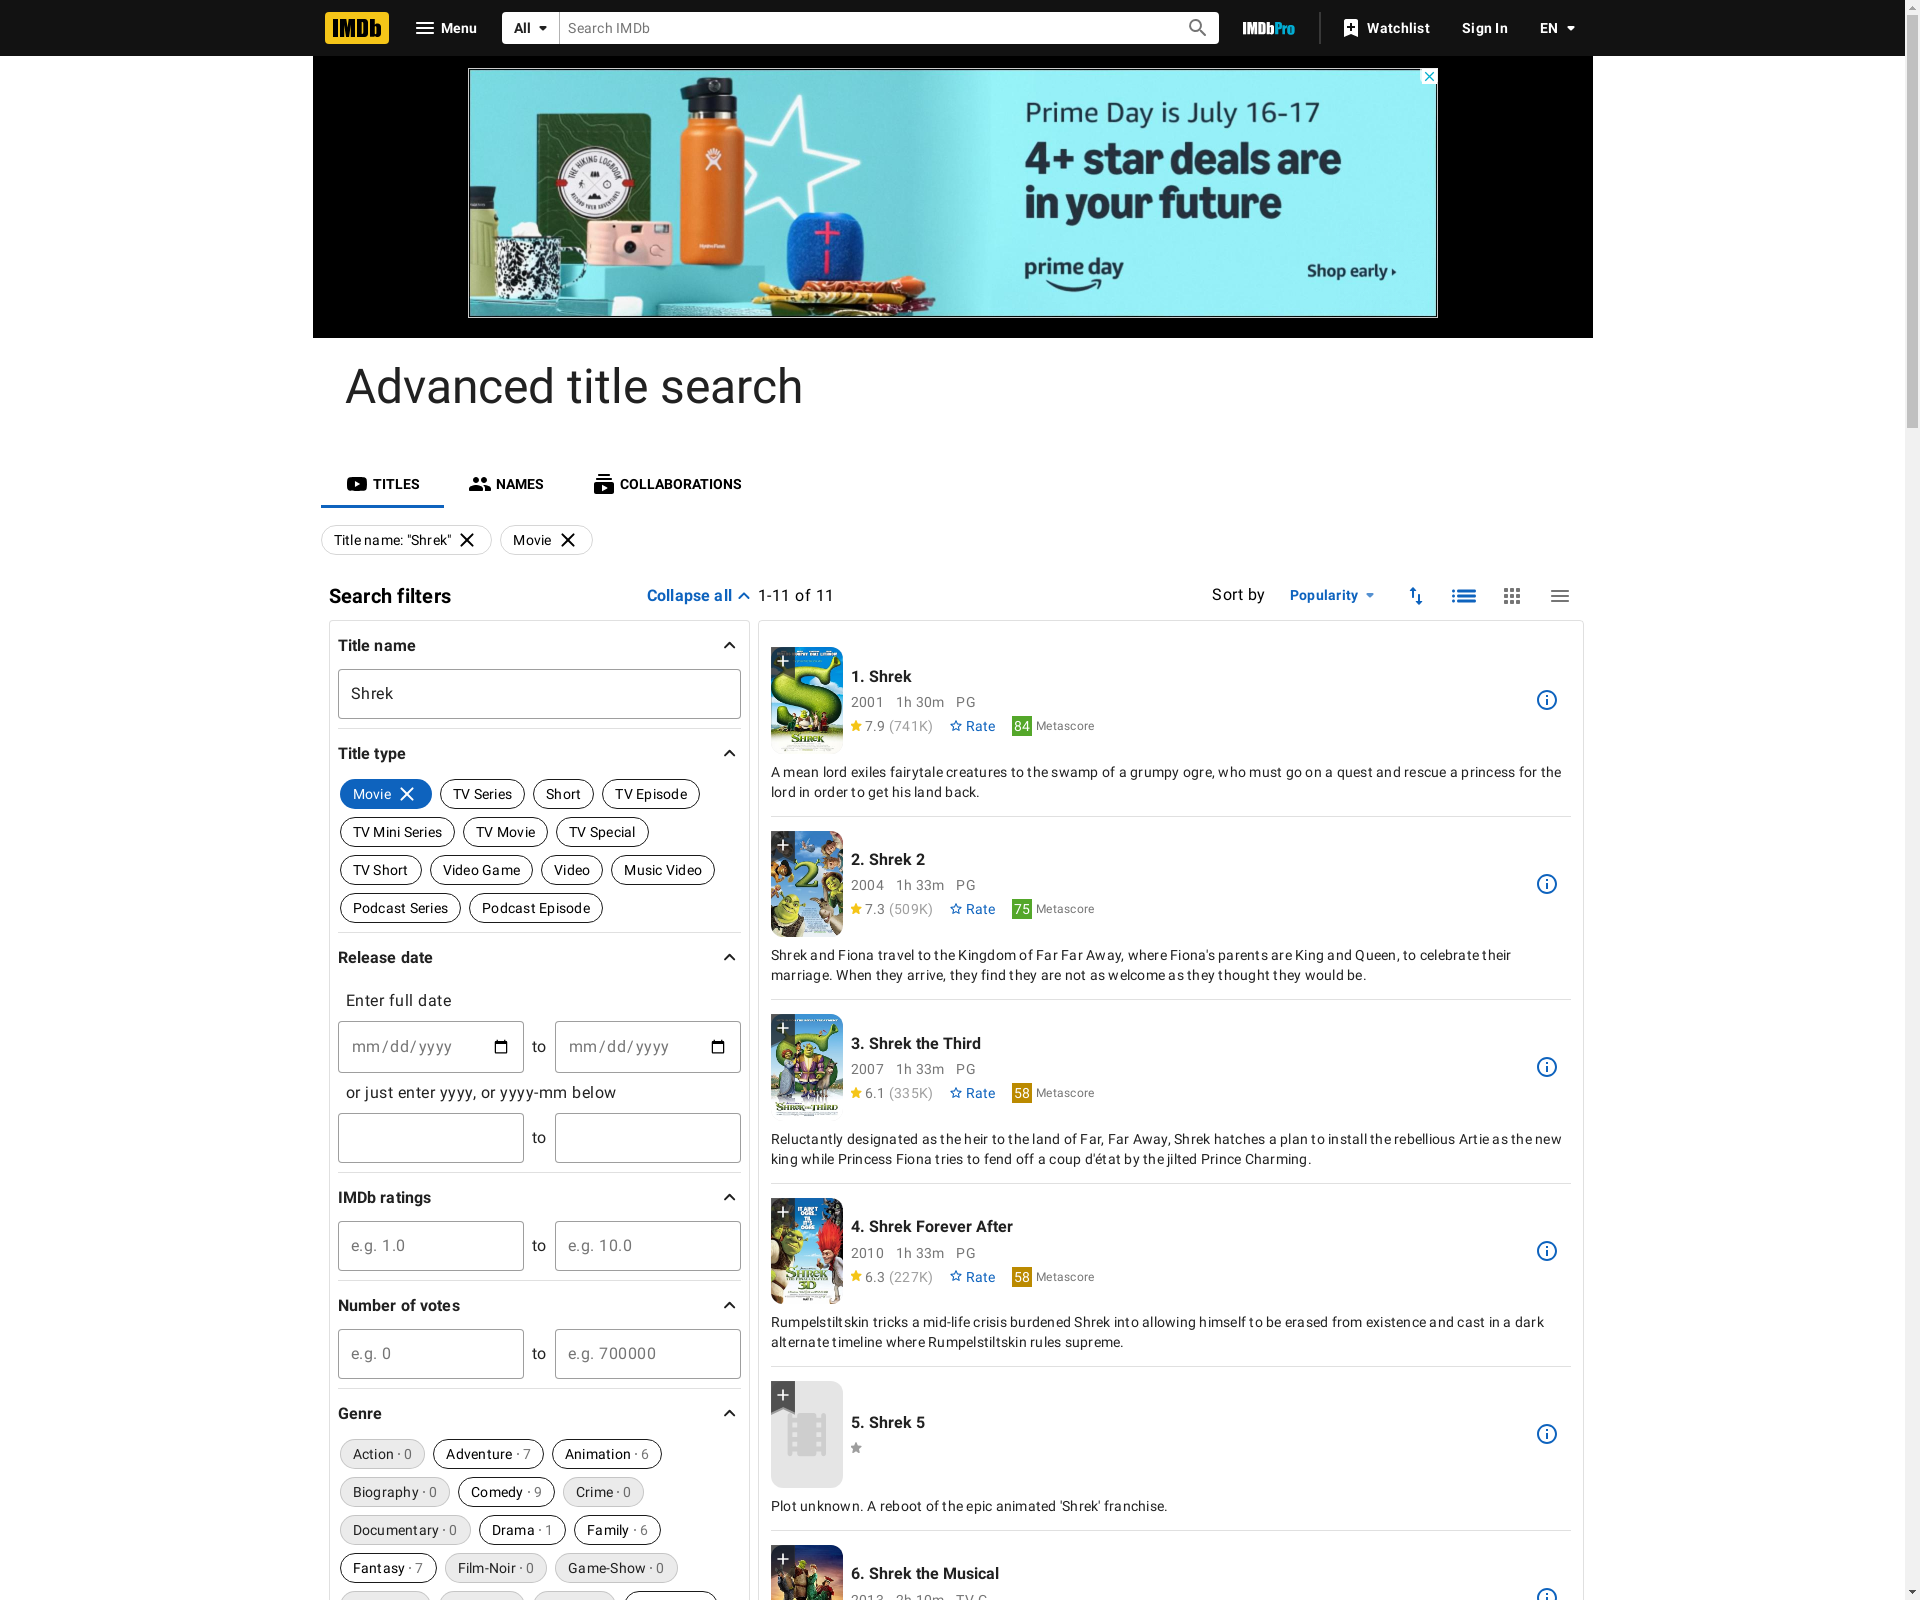 IMDb
Menu
All
Search IMDb
IMDbPro
Watchlist
Sign In
EN
THE HIKING LOGBOOK
RECORD YOUR ADVENTURES
Prime Day is July 16-17
4+ star deals are
in your future
prime day
Shop early
Advanced title search
TITLES
NAMES
COLLABORATIONS
Title name: "Shrek"
Movie
Search filters
Collapse all
1-11 of 11
Sort by
Popularity
Title name
Shrek
Title type
Movie
TV Series
Short
TV Episode
TV Mini Series
TV Movie
TV Special
TV Short
Video Game
Video
Music Video
Podcast Series
Podcast Episode
Release date
Enter full date
mm/dd/yyyy
to
mm/dd/yyyy
or just enter yyyy, or yyyy-mm below
to
IMDb ratings
e.g. 1.0
to
e.g. 10.0
Number of votes
e.g. 0
to
e.g. 700000
Genre
Action · 0
Adventure · 7
Animation · 6
Biography · 0
Comedy · 9
Crime · 0
Documentary · 0
Drama · 1
Family · 6
Fantasy · 7
Film-Noir · 0
Game-Show · 0
1. Shrek
2001 1h 30m PG
7.9 (741K) Rate 84 Metascore
A mean lord exiles fairytale creatures to the swamp of a grumpy ogre, who must go on a quest and rescue a princess for the
lord in order to get his land back.
2. Shrek 2
2004 1h 33m PG
7.3 (509K) Rate 75 Metascore
Shrek and Fiona travel to the Kingdom of Far Far Away, where Fiona's parents are King and Queen, to celebrate their
marriage. When they arrive, they find they are not as welcome as they thought they would be.
3. Shrek the Third
2007 1h 33m PG
6.1 (335K) Rate 58 Metascore
Reluctantly designated as the heir to the land of Far, Far Away, Shrek hatches a plan to install the rebellious Artie as the new
king while Princess Fiona tries to fend off a coup d'état by the jilted Prince Charming.
4. Shrek Forever After
2010 1h 33m PG
6.3 (227K) Rate 58 Metascore
Rumpelstiltskin tricks a mid-life crisis burdened Shrek into allowing himself to be erased from existence and cast in a dark
alternate timeline where Rumpelstiltskin rules supreme.
5. Shrek 5
Plot unknown. A reboot of the epic animated 'Shrek' franchise.
6. Shrek the Musical
2013 2h 10m TV-G